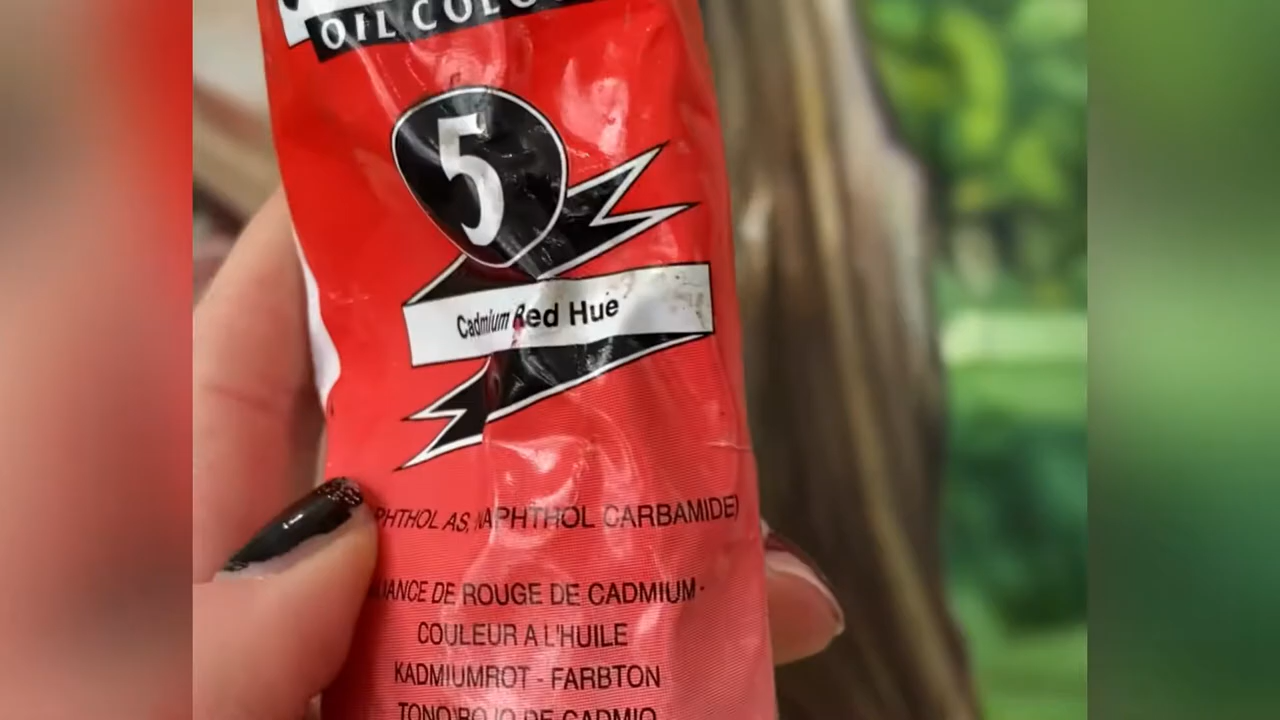 OIL COLO
5
Cadmium Red Hue
PHTHOL AS, NAPHTHOL CARBAMIDE)
UANCE DE ROUGE DE CADMIUM -
COULEUR A L'HUILE
KADMIUMROT - FARBTON
TONO ROJO DE CADMIO